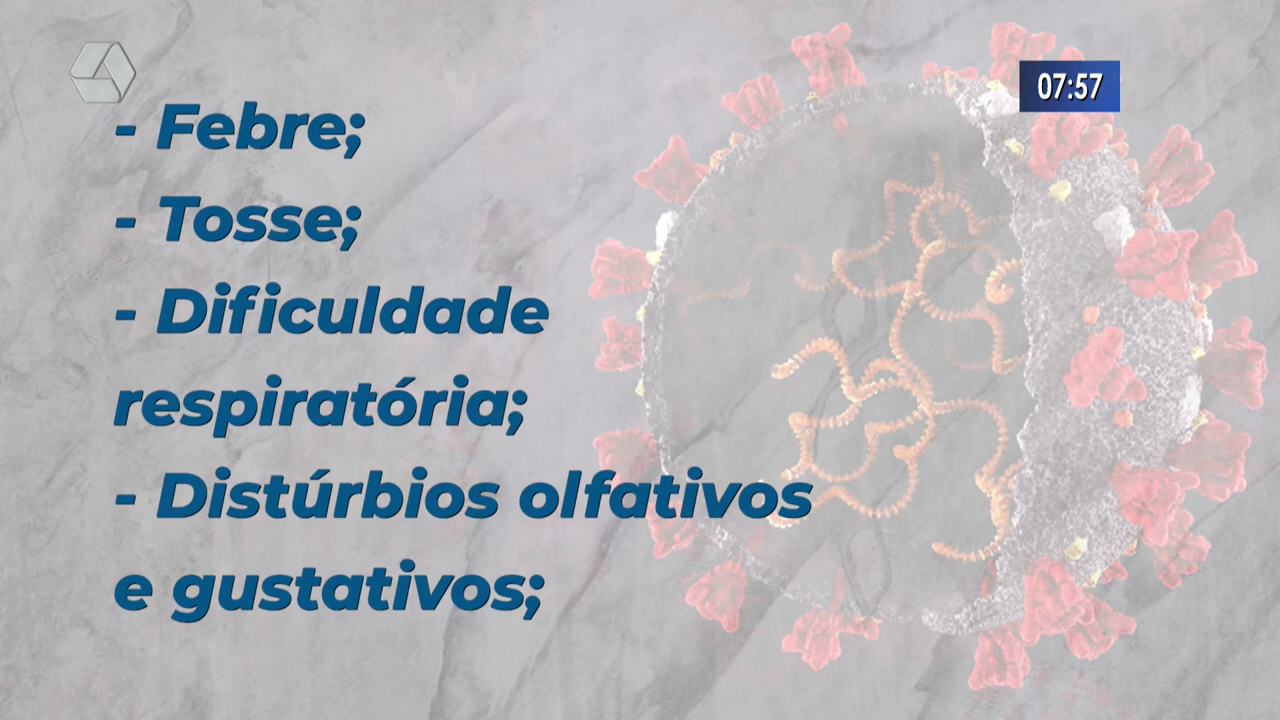 07:57
- Febre;
- Tosse;
- Dificuldade
respiratória;
- Distúrbios olfativos
e gustativos;